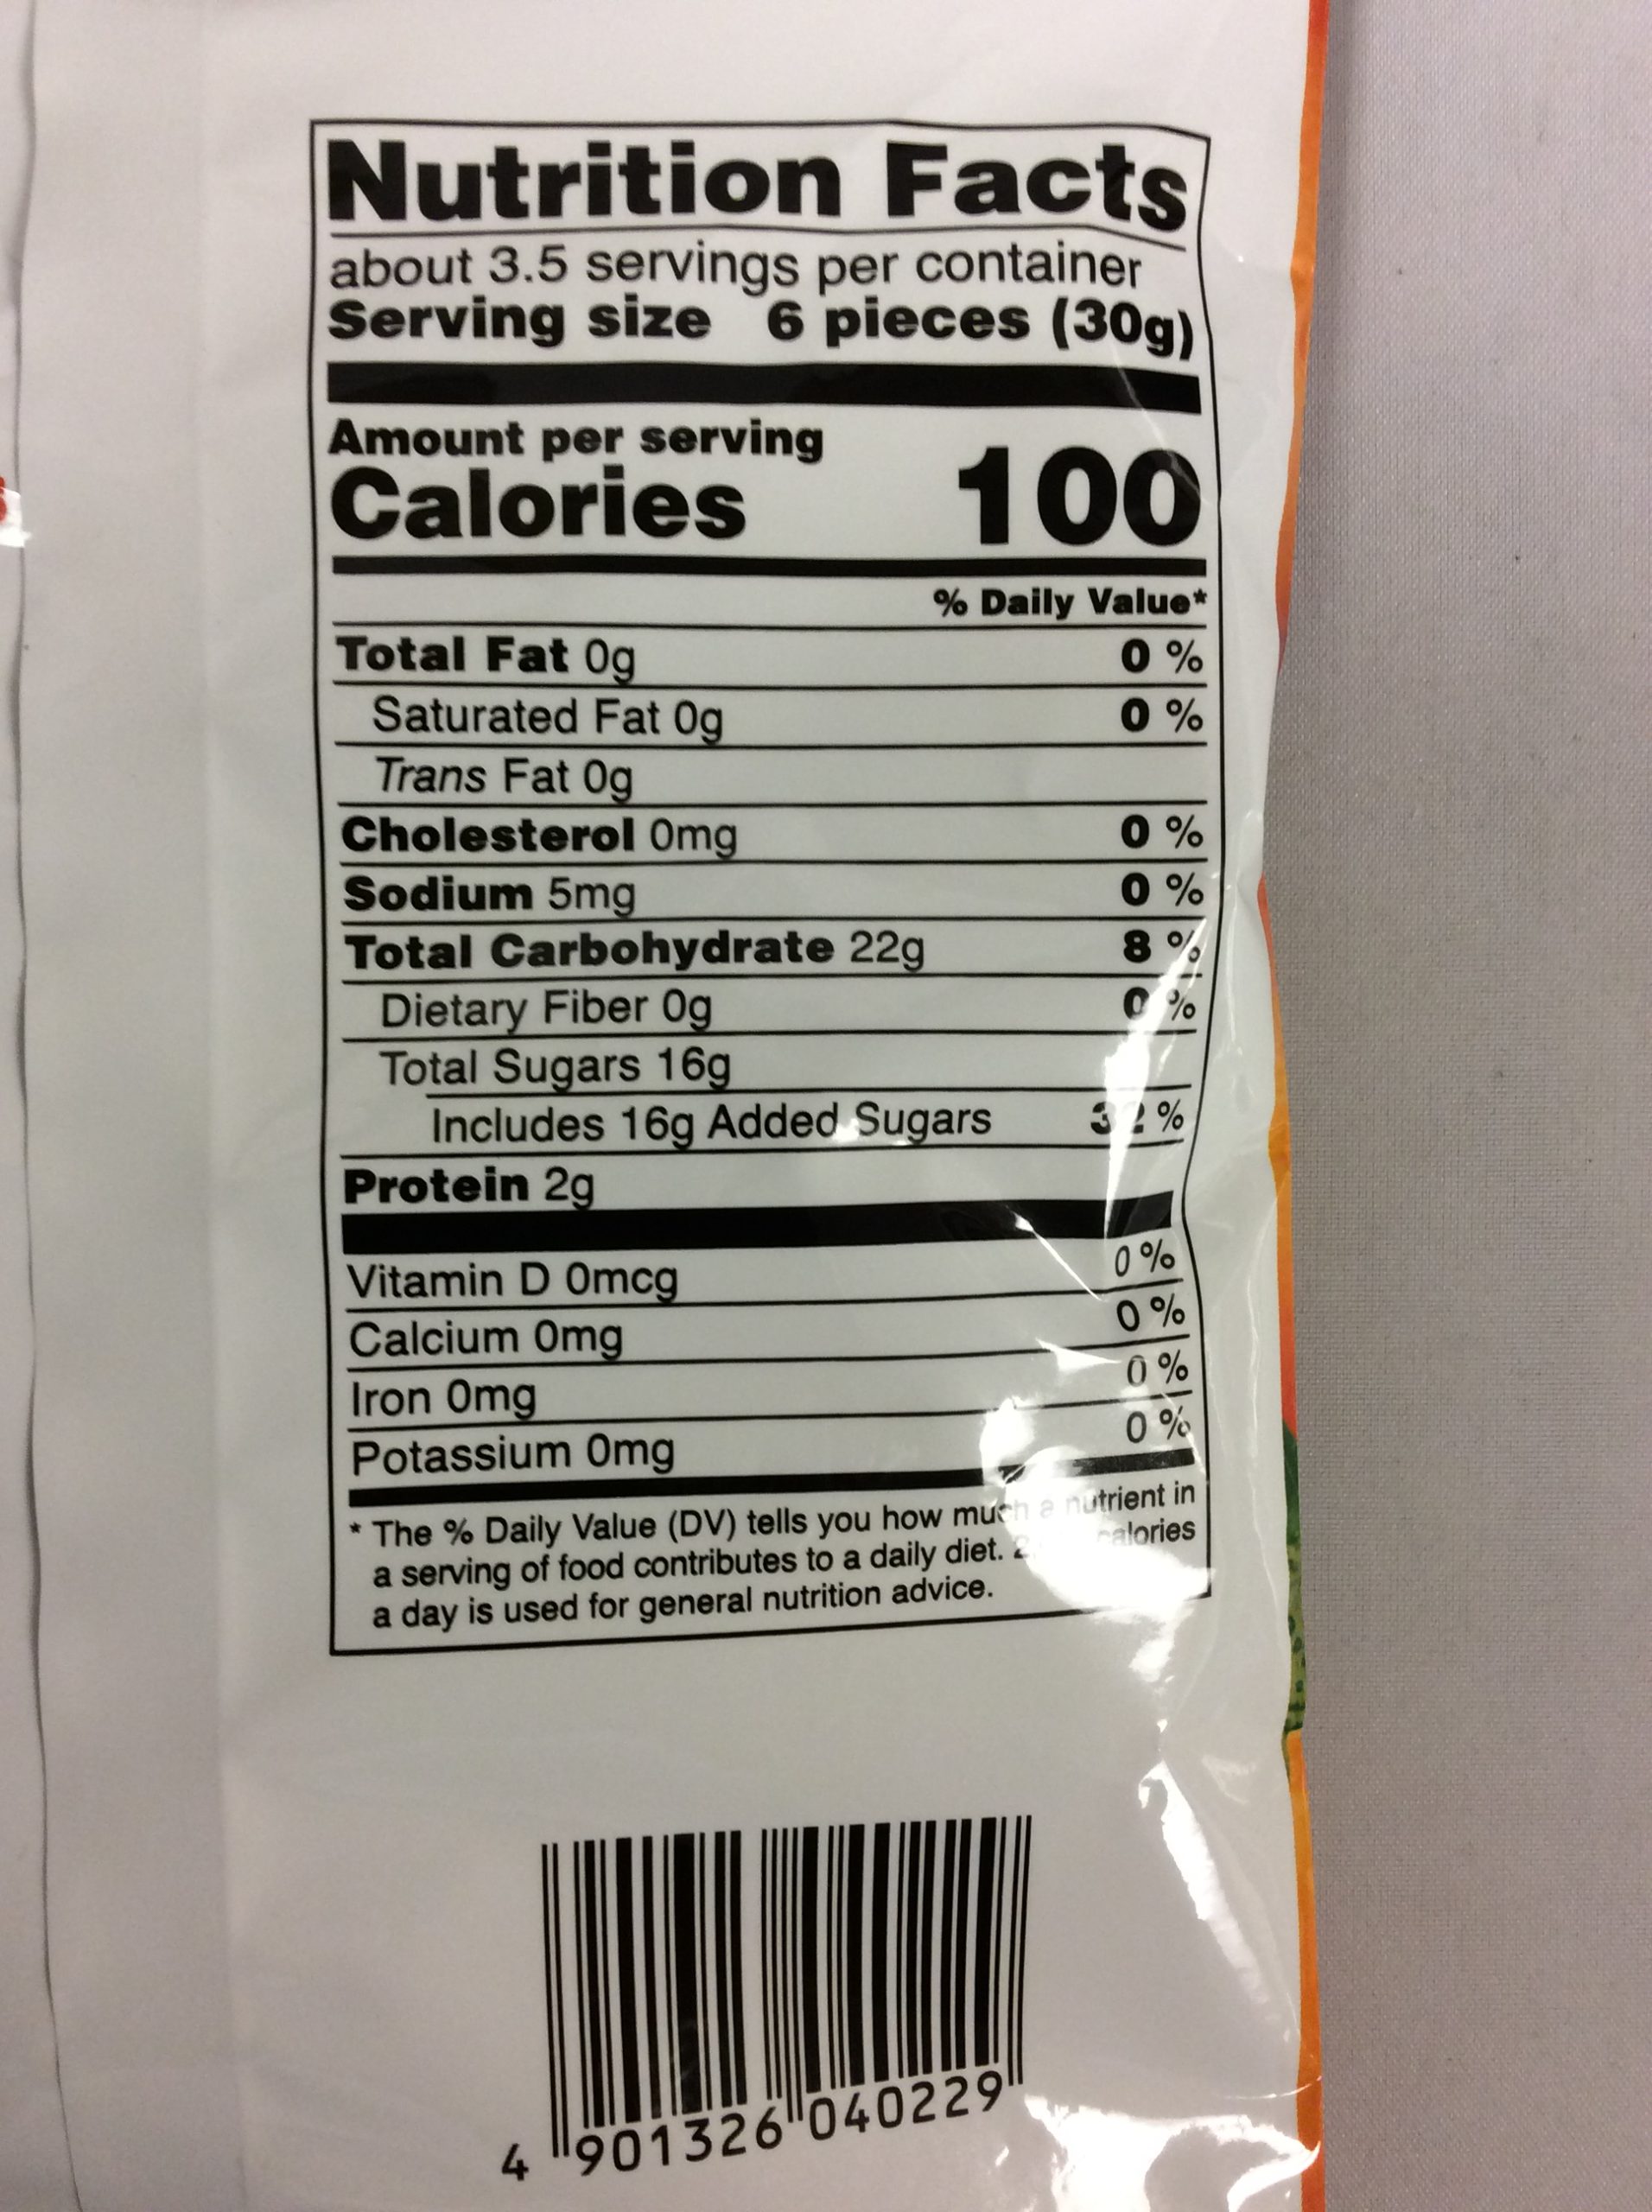 Nutrition Facts
about 3.5 servings per container
Serving size 6 pieces (30g)
Amount per serving
Calories 100
% Daily Value*
Total Fat 0g 0 %
Saturated Fat 0g 0 %
Trans Fat 0g
Cholesterol 0mg 0 %
Sodium 5mg 0 %
Total Carbohydrate 22g 8 %
Dietary Fiber 0g 0 %
Total Sugars 16g
Includes 16g Added Sugars 32 %
Protein 2g
Vitamin D 0mcg 0 %
Calcium 0mg 0 %
Iron 0mg 0 %
Potassium 0mg 0 %
* The % Daily Value (DV) tells you how much a nutrient in
a serving of food contributes to a daily diet. calories
a day is used for general nutrition advice.
4 901326 040229